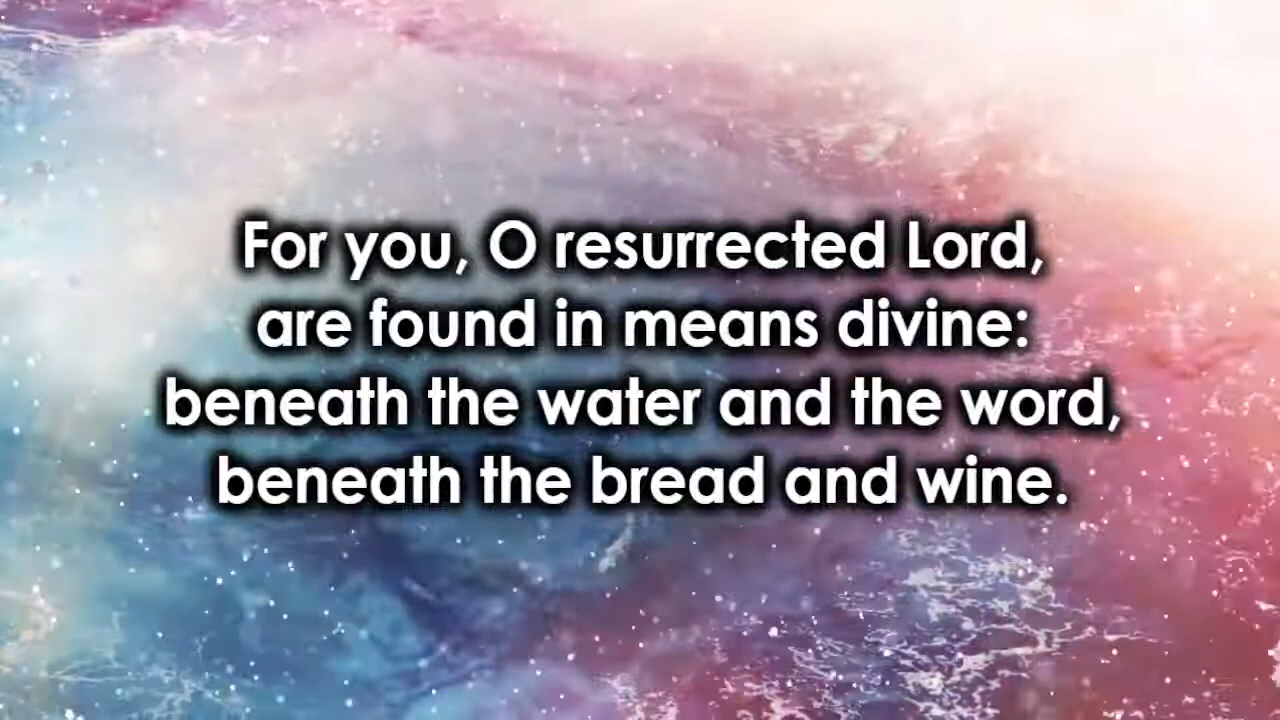 For you, O resurrected Lord,
are found in means divine:
beneath the water and the word,
beneath the bread and wine.